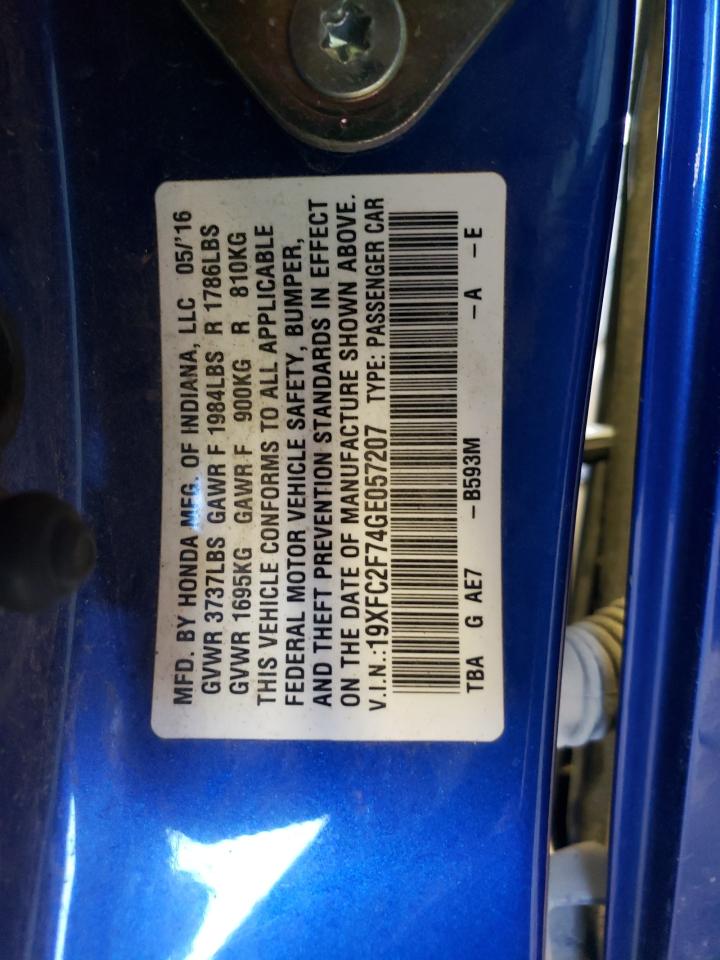 MFD. BY HONDA MFG. OF INDIANA, LLC 05/'16
GVWR 3737LBS GAWR F 1984LBS R 1786LBS
GVWR 1695KG GAWR F 900KG R 810KG
THIS VEHICLE CONFORMS TO ALL APPLICABLE
FEDERAL MOTOR VEHICLE SAFETY, BUMPER,
AND THEFT PREVENTION STANDARDS IN EFFECT
ON THE DATE OF MANUFACTURE SHOWN ABOVE.
V.I.N.:19XFC2F74GE057207 TYPE: PASSENGER CAR
TBA G AE7 -B593M -A -E